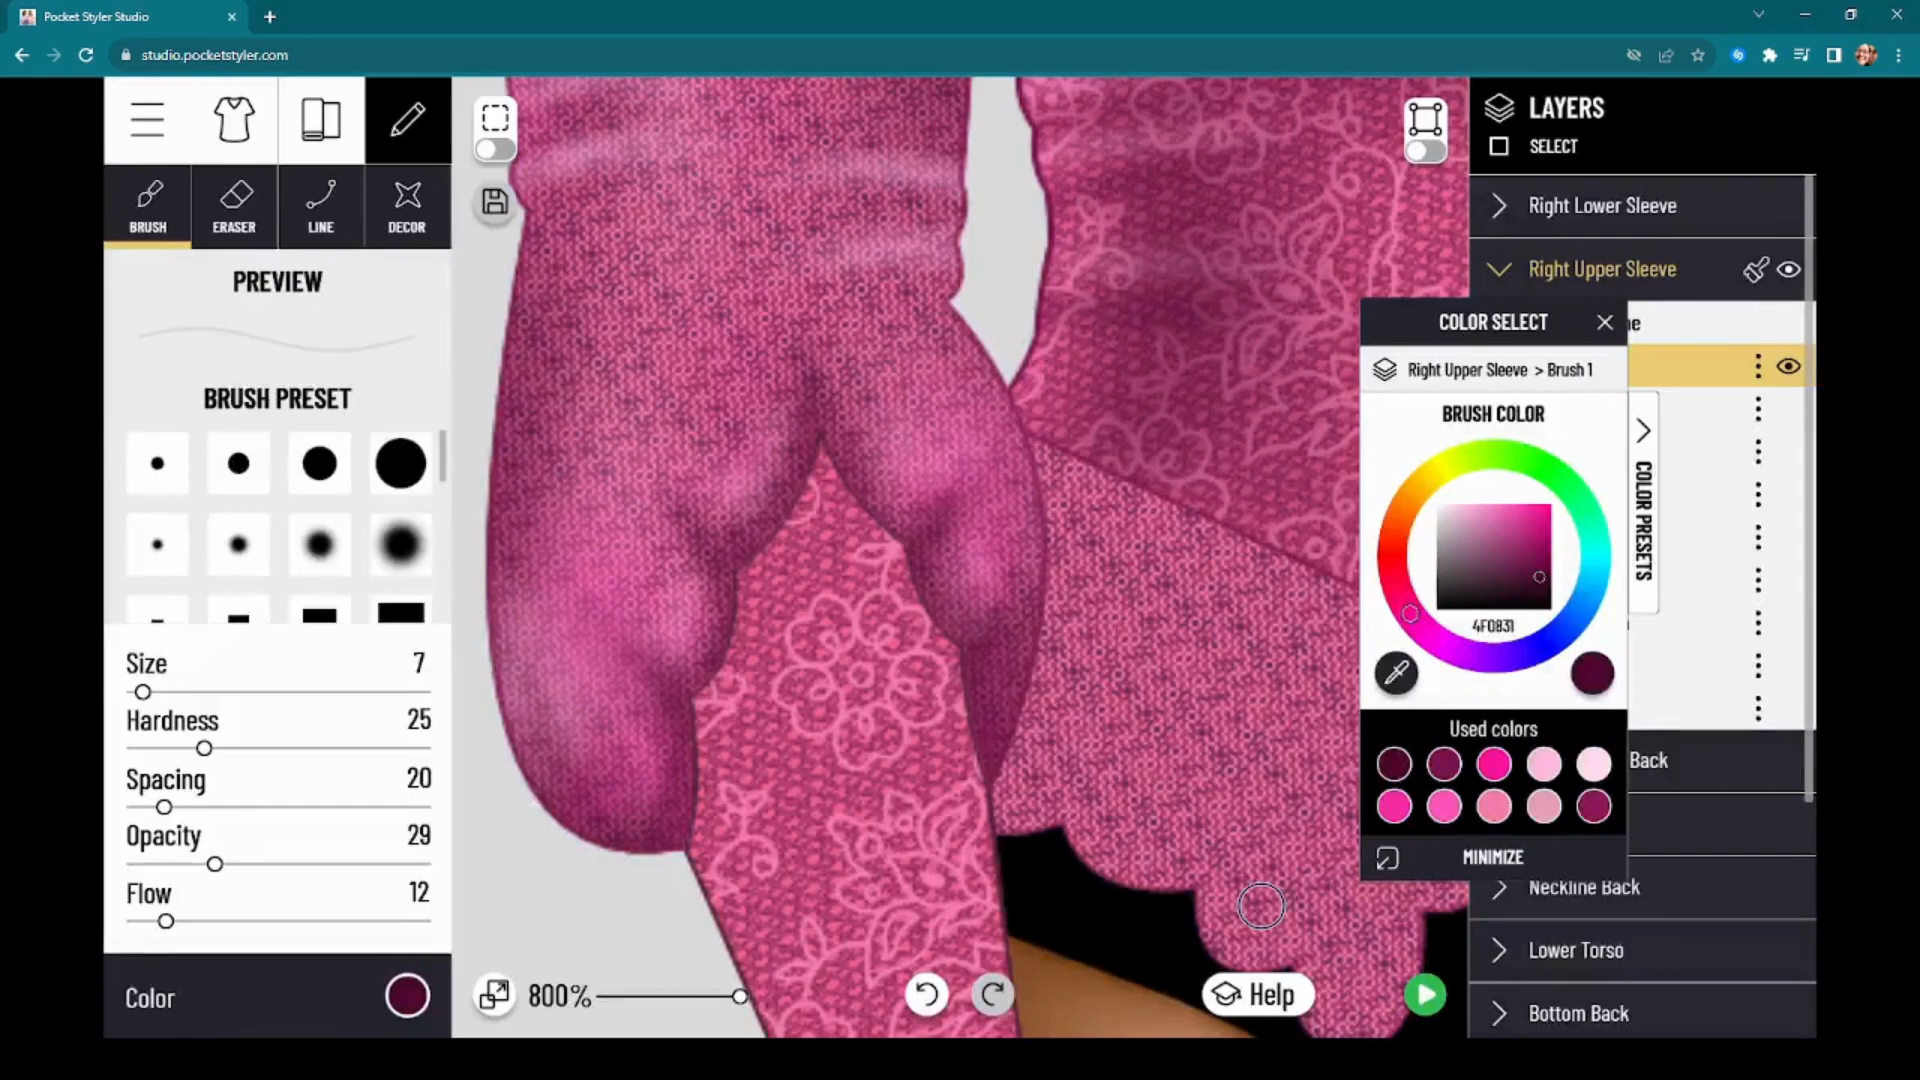 Pocket Styler Studio
studio.pocketstyler.com
BRUSH
ERASER
LINE
DECOR
PREVIEW
BRUSH PRESET
Size 7
Hardness 25
Spacing 20
Opacity 29
Flow 12
Color
800%
Help
LAYERS
SELECT
Right Lower Sleeve
Right Upper Sleeve
COLOR SELECT
Right Upper Sleeve > Brush 1
BRUSH COLOR
4F0831
COLOR PRESETS
Used colors
MINIMIZE
Back
Neckline Back
Lower Torso
Bottom Back